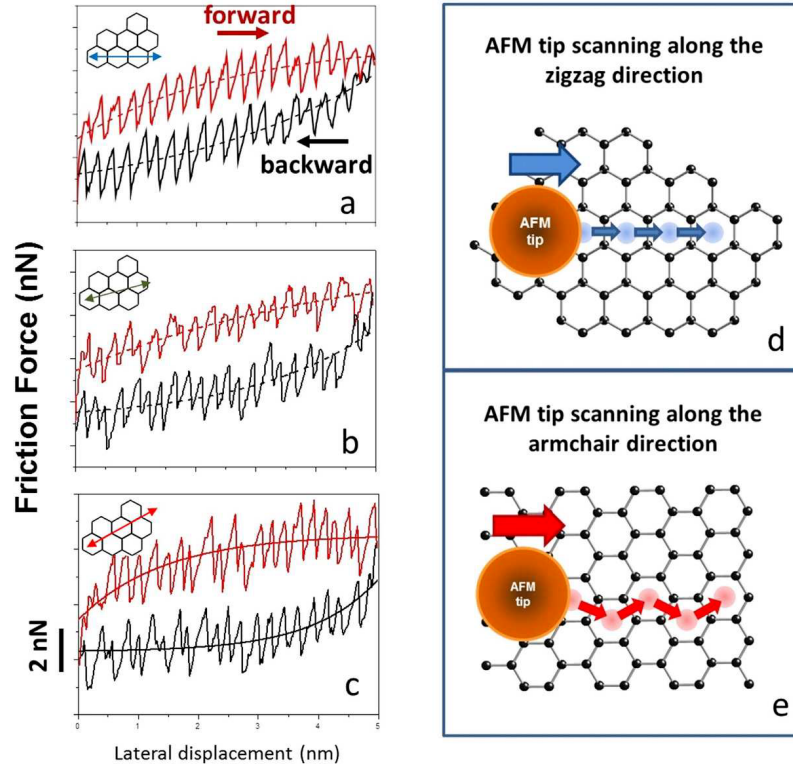 forward
backward
a
b
c
Friction Force (nN)
2 nN
0
1
2
3
4
5
Lateral displacement (nm)
AFM tip scanning along the
zigzag direction
AFM
tip
d
AFM tip scanning along the
armchair direction
AFM
tip
e